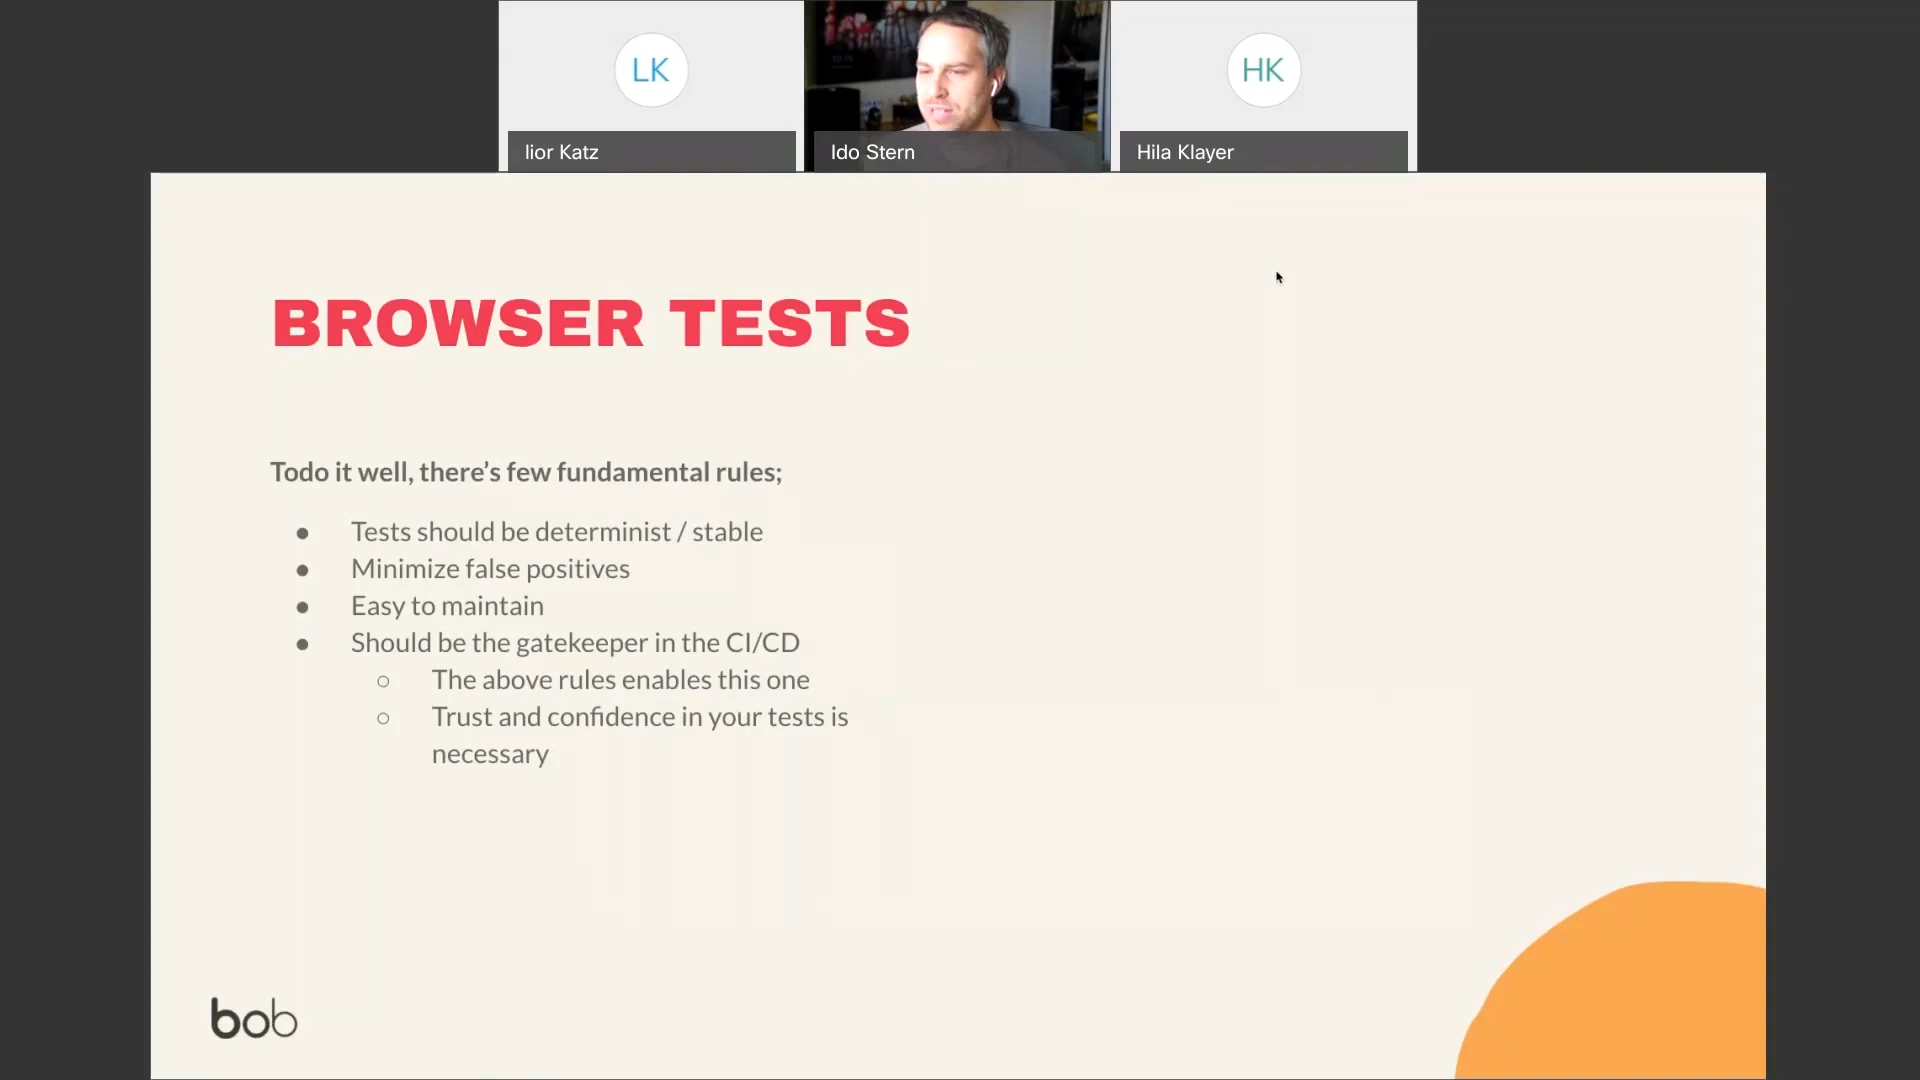 LK
HK
lior Katz
Ido Stern
Hila Klayer
BROWSER TESTS
Todo it well, there’s few fundamental rules;
● Tests should be determinist / stable
● Minimize false positives
● Easy to maintain
● Should be the gatekeeper in the CI/CD
○ The above rules enables this one
○ Trust and confidence in your tests is
necessary
bob